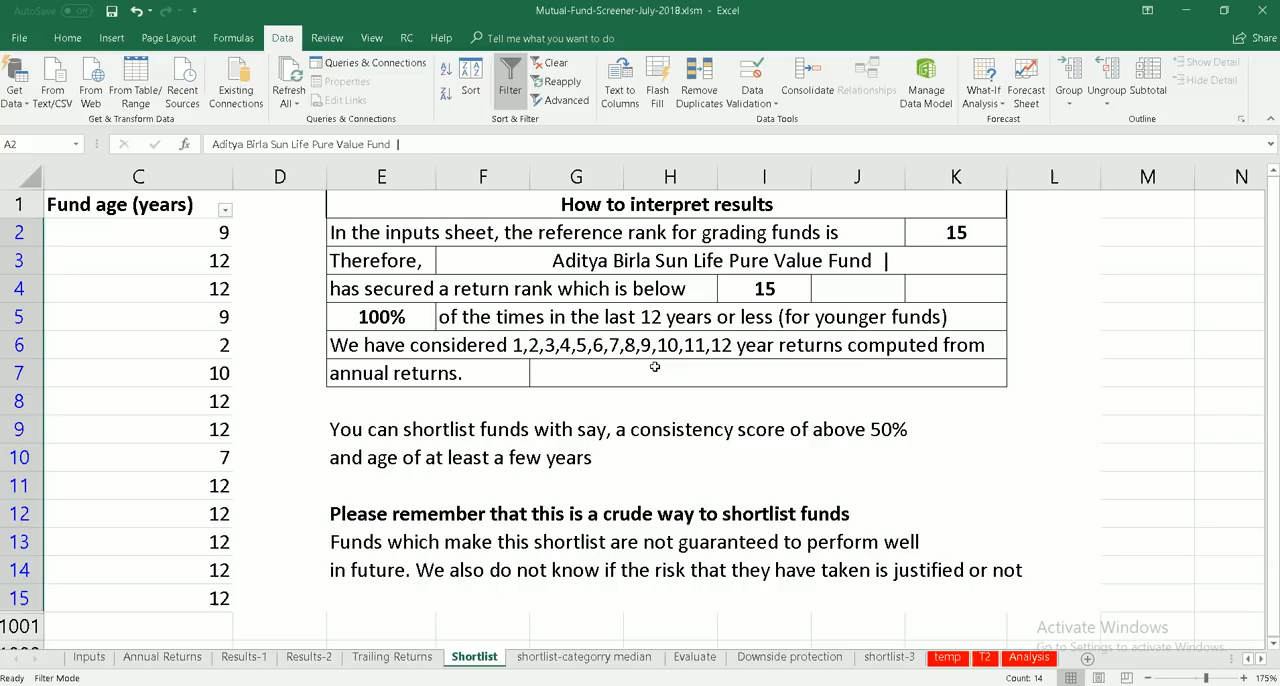 AutoSave Off
Mutual-Fund-Screener-July-2018.xlsm - Excel
File Home Insert Page Layout Formulas Data Review View RC Help Tell me what you want to do Share
Get Data From Text/CSV From Web From Table/ Range Recent Sources Existing Connections
Get & Transform Data
Refresh All Queries & Connections Properties Edit Links
Queries & Connections
Sort Filter Clear Reapply Advanced
Sort & Filter
Text to Columns Flash Fill Remove Duplicates Data Validation Consolidate Relationships Manage Data Model
Data Tools
What-If Analysis Forecast Sheet
Forecast
Group Ungroup Subtotal Show Detail Hide Detail
Outline
A2 fx Aditya Birla Sun Life Pure Value Fund |
C D E F G H I J K L M N
1 Fund age (years) How to interpret results
2 9 In the inputs sheet, the reference rank for grading funds is 15
3 12 Therefore, Aditya Birla Sun Life Pure Value Fund |
4 12 has secured a return rank which is below 15
5 9 100% of the times in the last 12 years or less (for younger funds)
6 2 We have considered 1,2,3,4,5,6,7,8,9,10,11,12 year returns computed from
7 10 annual returns.
8 12
9 12 You can shortlist funds with say, a consistency score of above 50%
10 7 and age of at least a few years
11 12
12 12 Please remember that this is a crude way to shortlist funds
13 12 Funds which make this shortlist are not guaranteed to perform well
14 12 in future. We also do not know if the risk that they have taken is justified or not
15 12
1001
Activate Windows
Go to Settings to activate Windows.
Inputs Annual Returns Results-1 Results-2 Returns Shortlist shortlist-category median Evaluate Downside protection shortlist-3 temp T2 Analysis
Ready Filter Mode Count: 14 175%